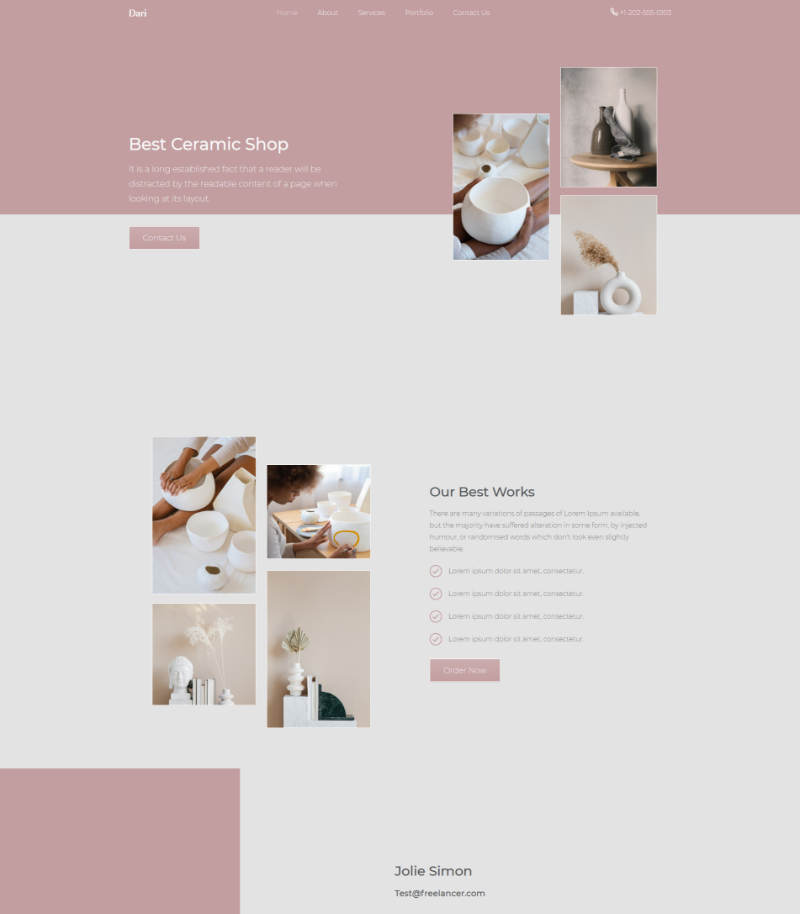 Dari
Home About Services Portfolio Contact Us
+1-202-555-0103
Best Ceramic Shop
It is a long established fact that a reader will be
distracted by the readable content of a page when
looking at its layout.
Contact Us
Our Best Works
There are many variations of passages of Lorem Ipsum available,
but the majority have suffered alteration in some form, by injected
humour, or randomised words which don't look even slightly
believable.
Lorem ipsum dolor sit amet, consectetur.
Lorem ipsum dolor sit amet, consectetur.
Lorem ipsum dolor sit amet, consectetur.
Lorem ipsum dolor sit amet, consectetur.
Order Now
Jolie Simon
Test@freelancer.com